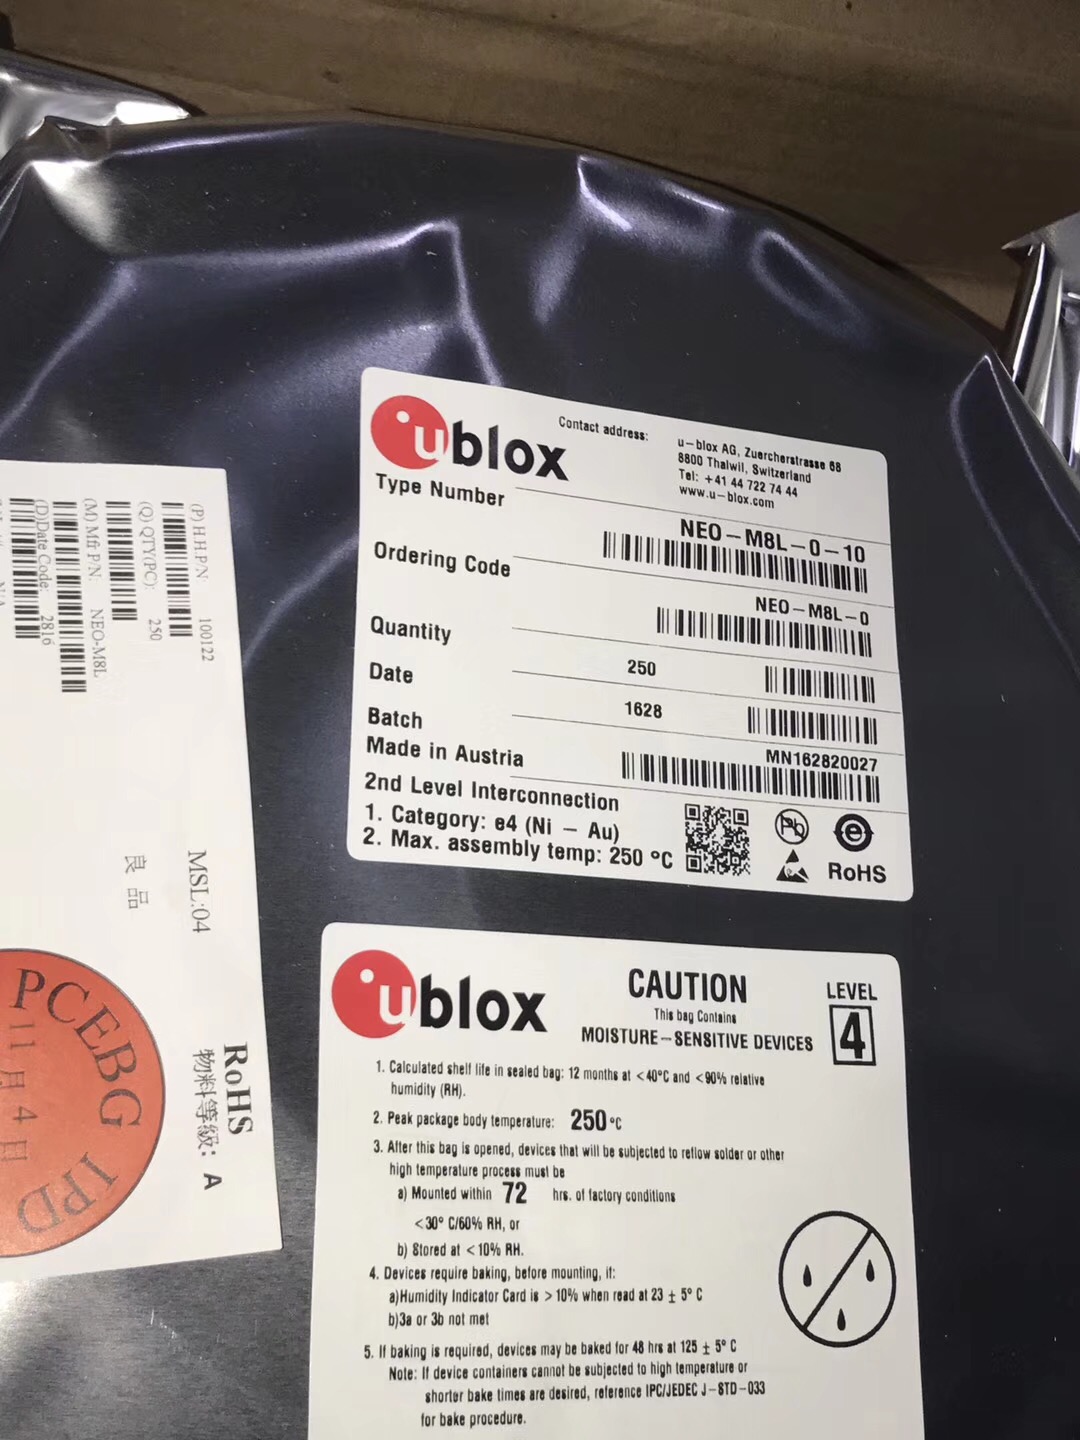 ublox
Contact address:
u-blox AG, Zuercherstrasse 68
8800 Thalwil, Switzerland
Tel: +41 44 722 74 44
www.u-blox.com
Type Number
NEO-M8L-0-10
Ordering Code
NEO-M8L-0
Quantity
250
Date
1628
Batch
MN162820027
Made in Austria
2nd Level Interconnection
1. Category: e4 (Ni - Au)
2. Max. assembly temp: 250 ºC
Pb
e
RoHS
ublox
CAUTION
This bag Contains
MOISTURE-SENSITIVE DEVICES
LEVEL
4
1. Calculated shelf life in sealed bag: 12 months at <40°C and <90% relative
humidity (RH).
2. Peak package body temperature: 250 °C
3. After this bag is opened, devices that will be subjected to reflow solder or other
high temperature process must be
a) Mounted within 72 hrs. of factory conditions
<30° C/60% RH, or
b) Stored at <10% RH.
4. Devices require baking, before mounting, if:
a)Humidity Indicator Card is >10% when read at 23 ± 5° C
b)3a or 3b not met
5. If baking is required, devices may be baked for 48 hrs at 125 ± 5° C
Note: If device containers cannot be subjected to high temperature or
shorter bake times are desired, reference IPC/JEDEC J-STD-033
for bake procedure.
(P) H.H.P/N: 100122
(Q) QTY(PC): 250
(M) Mfr P/N: NEO-M8L
(D)Date Code: 2816
N/A
MSL:04
良品
RoHS
物料等級: A
PCEBG
11月4日
IPD